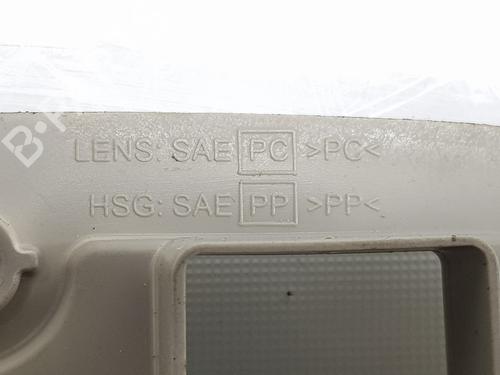 LENS: SAE PC >PC<
HSG: SAE PP >PP<